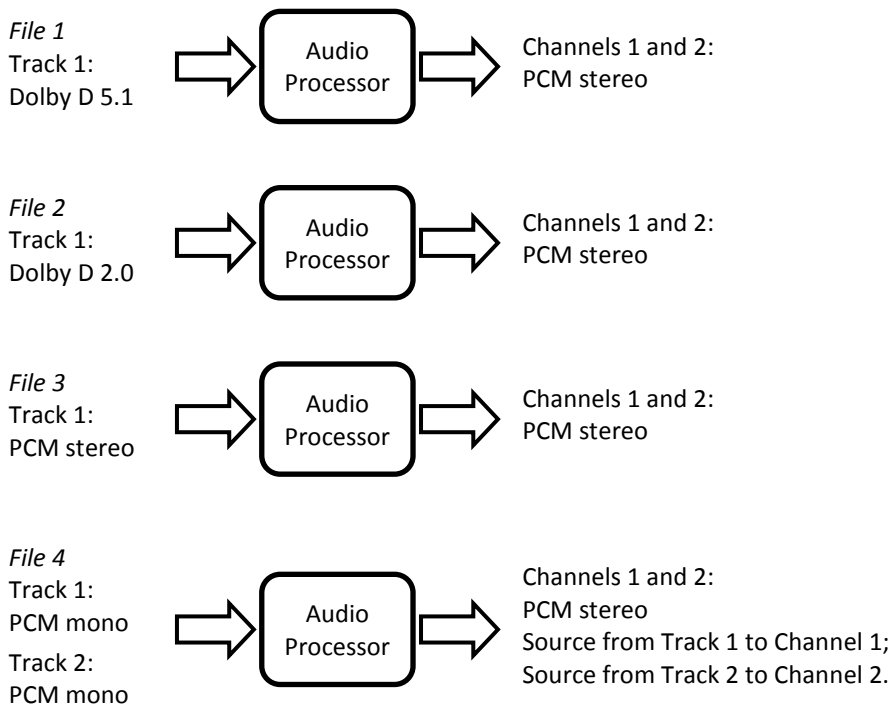 File 1
Track 1:
Dolby D 5.1
Audio
Processor
Channels 1 and 2:
PCM stereo
File 2
Track 1:
Dolby D 2.0
Audio
Processor
Channels 1 and 2:
PCM stereo
File 3
Track 1:
PCM stereo
Audio
Processor
Channels 1 and 2:
PCM stereo
File 4
Track 1:
PCM mono
Track 2:
PCM mono
Audio
Processor
Channels 1 and 2:
PCM stereo
Source from Track 1 to Channel 1;
Source from Track 2 to Channel 2.